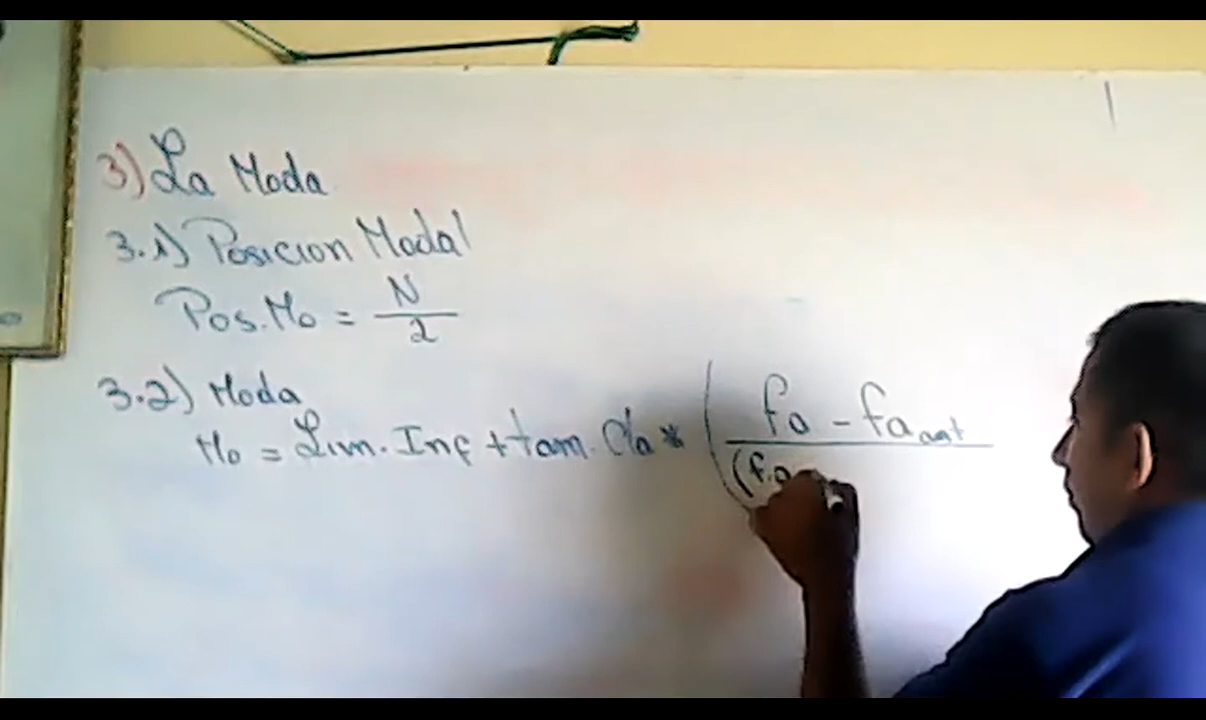 3) La Moda
3.1) Posicion Modal
Pos. Mo = N/2
3.2) Moda
Mo = Lim. Inf + tam. Cla * ( fa - fa ant
(fa